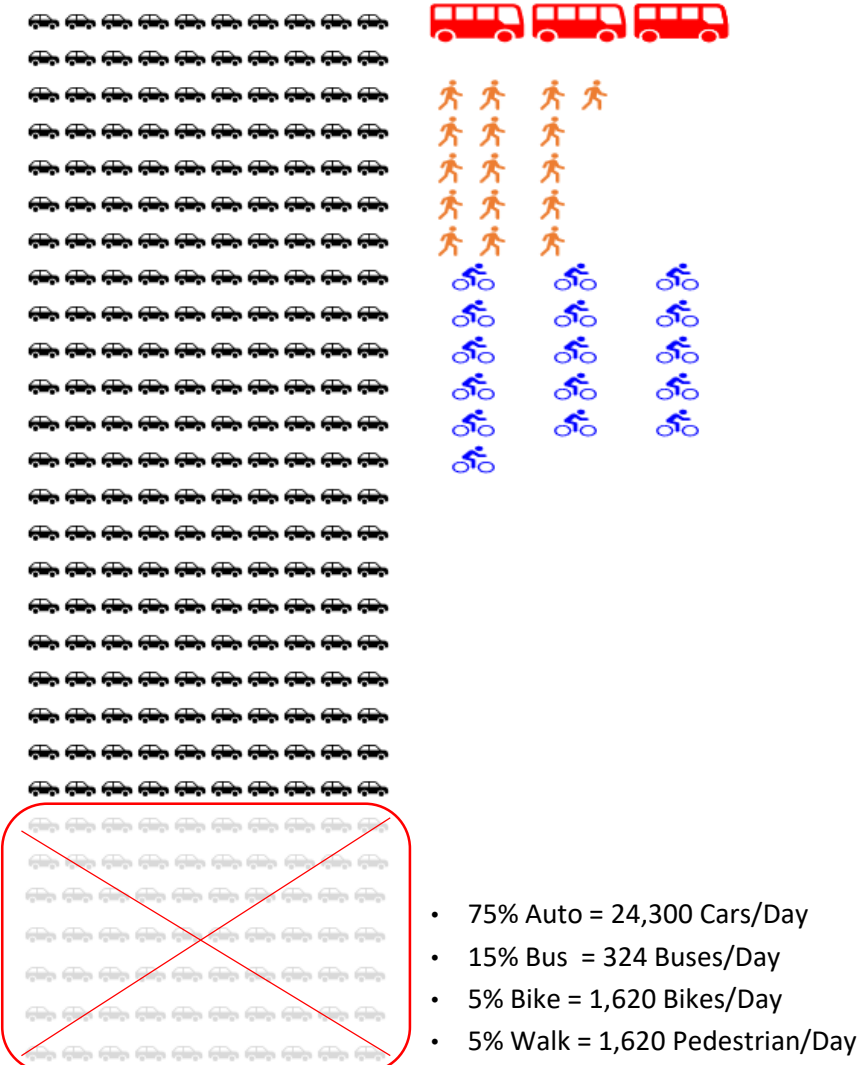 • 75% Auto = 24,300 Cars/Day
• 15% Bus = 324 Buses/Day
• 5% Bike = 1,620 Bikes/Day
• 5% Walk = 1,620 Pedestrian/Day